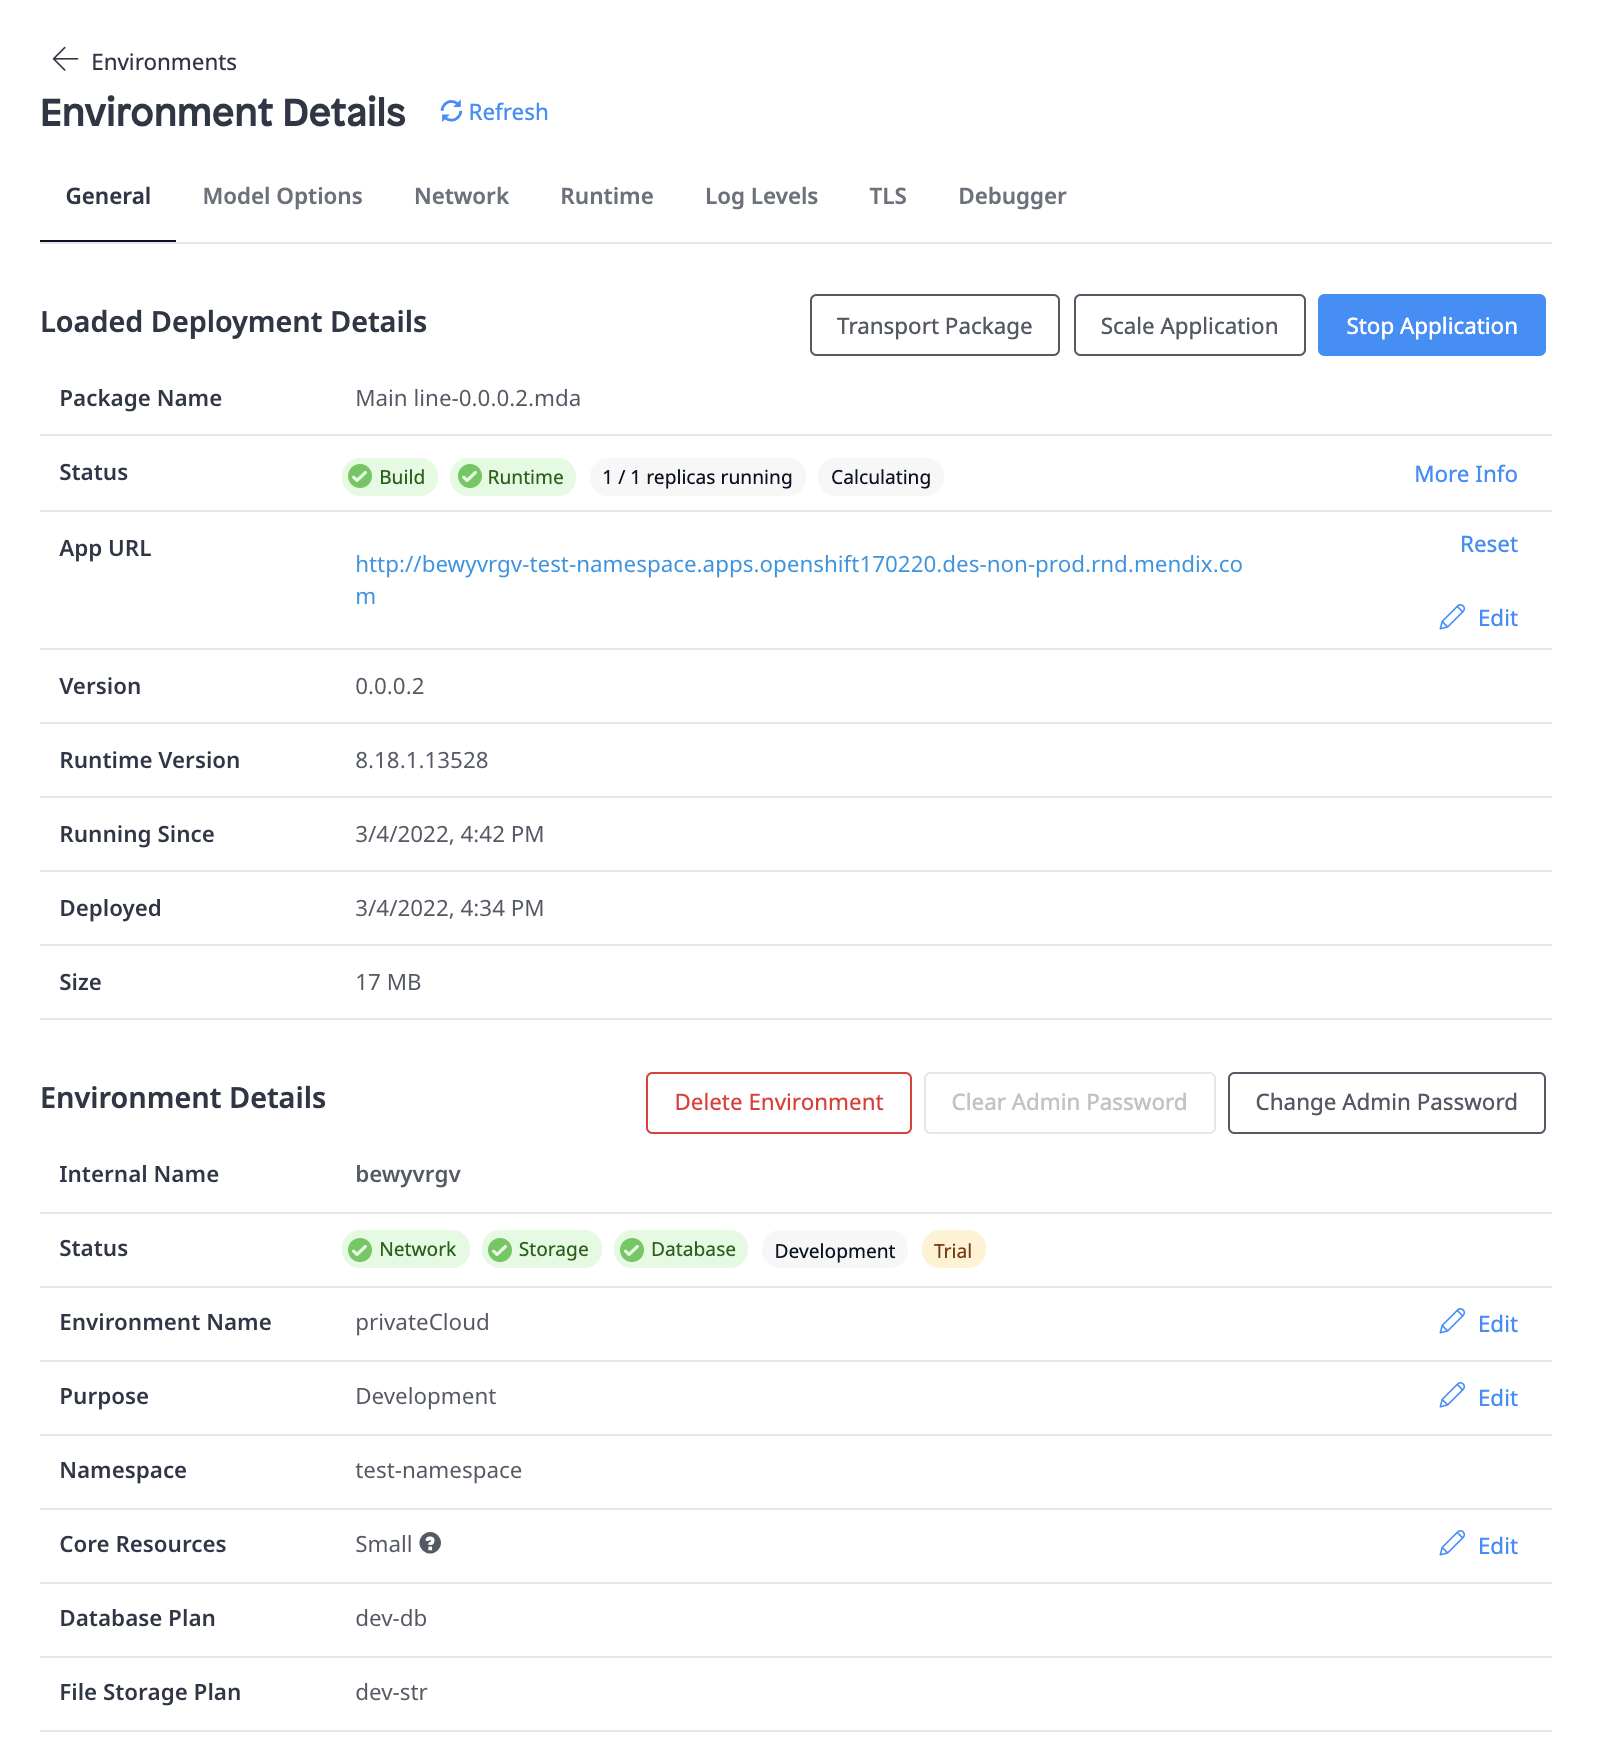 Environments
Environment Details Refresh
General Model Options Network Runtime Log Levels TLS Debugger
Loaded Deployment Details Transport Package Scale Application Stop Application
Package Name Main line-0.0.0.2.mda
Status Build Runtime 1 / 1 replicas running Calculating More Info
App URL http://bewyvrgv-test-namespace.apps.openshift170220.des-non-prod.rnd.mendix.co Reset
m
Edit
Version 0.0.0.2
Runtime Version 8.18.1.13528
Running Since 3/4/2022, 4:42 PM
Deployed 3/4/2022, 4:34 PM
Size 17 MB
Environment Details Delete Environment Clear Admin Password Change Admin Password
Internal Name bewyvrgv
Status Network Storage Database Development Trial
Environment Name privateCloud Edit
Purpose Development Edit
Namespace test-namespace
Core Resources Small ? Edit
Database Plan dev-db
File Storage Plan dev-str